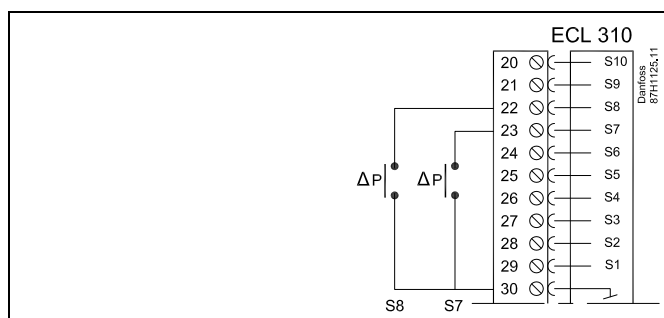 ECL 310
20 S10
21 S9
22 S8
23 S7
24 S6
25 S5
26 S4
27 S3
28 S2
29 S1
30
ΔP ΔP
S8 S7
Danfoss
87H1125.11